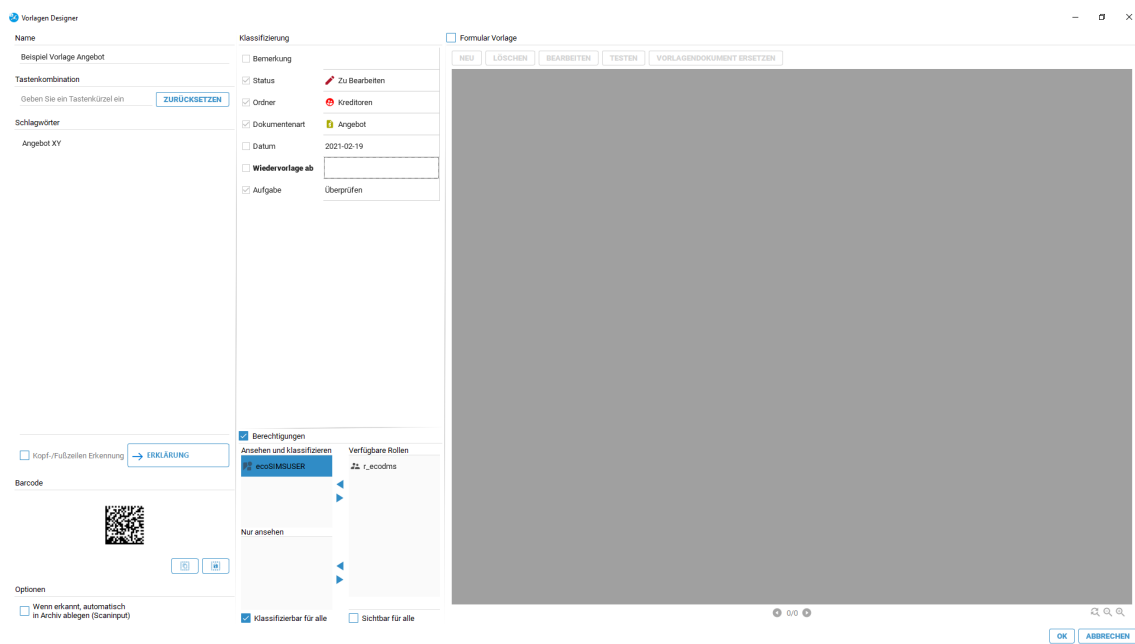 Vorlagen Designer
Name
Beispiel Vorlage Angebot
Tastenkombination
Geben Sie ein Tastenkürzel ein
ZURÜCKSETZEN
Schlagwörter
Angebot XY
Kopf-/Fußzeilen Erkennung
ERKLÄRUNG
Barcode
Optionen
Wenn erkannt, automatisch
in Archiv ablegen (Scaninput)
Klassifizierung
Bemerkung
Status
Zu Bearbeiten
Ordner
Kreditoren
Dokumentenart
Angebot
Datum
2021-02-19
Wiedervorlage ab
Aufgabe
Überprüfen
Berechtigungen
Ansehen und klassifizieren
Verfügbare Rollen
ecoSIMSUSER
r_ecodms
Nur ansehen
Klassifizierbar für alle
Sichtbar für alle
Formular Vorlage
NEU
LÖSCHEN
BEARBEITEN
TESTEN
VORLAGENDOKUMENT ERSETZEN
0/0
OK
ABBRECHEN